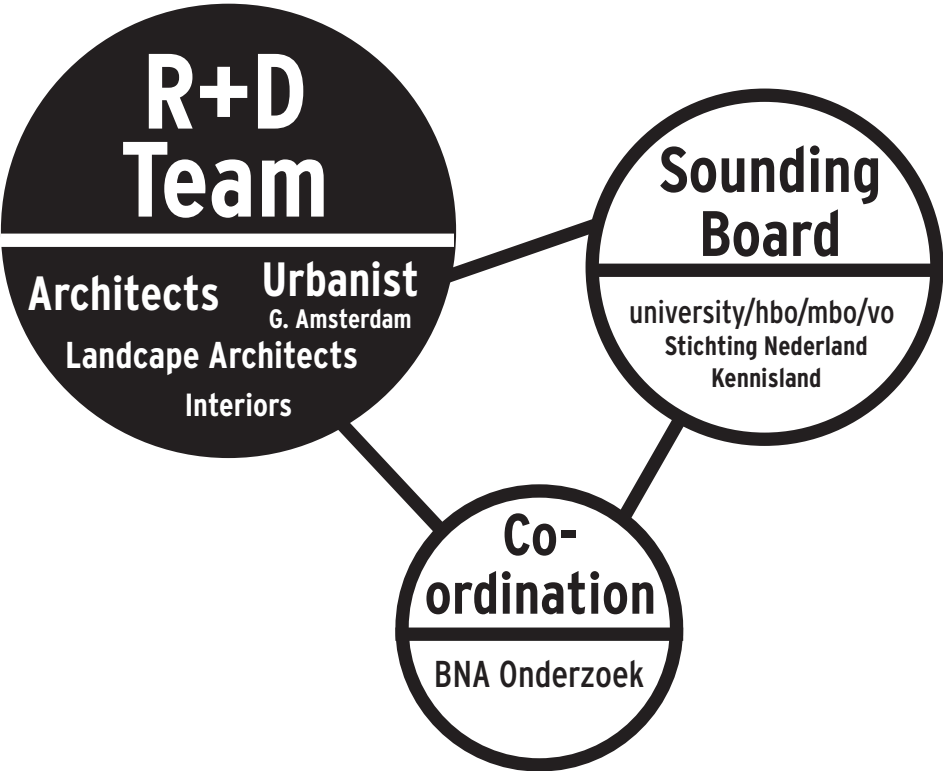 R+D
Team
Architects
Urbanist
G. Amsterdam
Landcape Architects
Interiors
Sounding
Board
university/hbo/mbo/vo
Stichting Nederland
Kennisland
Co-
ordination
BNA Onderzoek